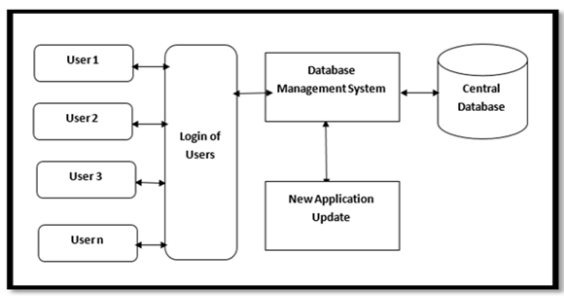 User 1
User 2
User 3
User n
Login of
Users
Database
Management System
New Application
Update
Central
Database